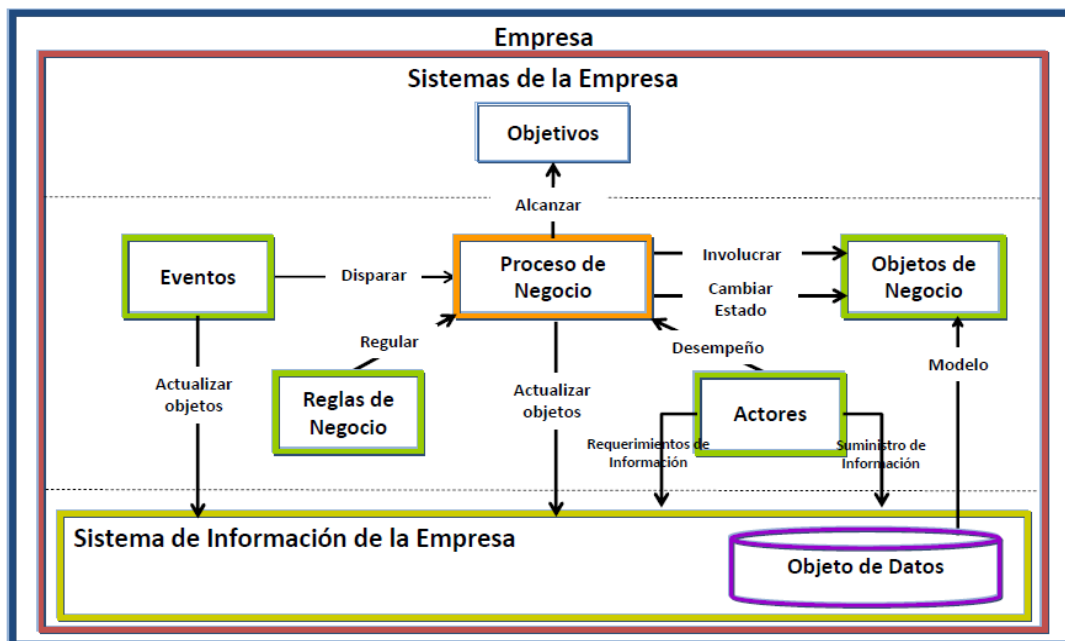 Empresa
Sistemas de la Empresa
Objetivos
Alcanzar
Eventos
Disparar
Proceso de
Negocio
Involucrar
Cambiar
Estado
Objetos de
Negocio
Regular
Desempeño
Modelo
Actualizar
objetos
Reglas de
Negocio
Actualizar
objetos
Actores
Requerimientos de
Información
Suministro de
Información
Sistema de Información de la Empresa
Objeto de Datos